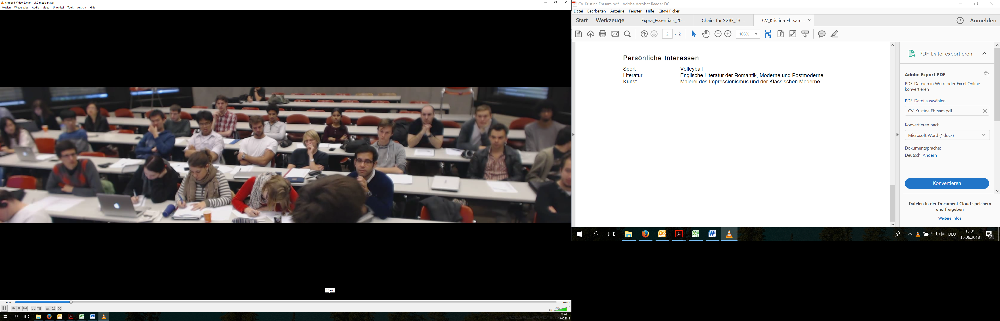 cropped_Video_6.mp4 - VLC media player
Medien Wiedergabe Audio Video Untertitel Tools Ansicht Hilfe
25:41
04:36
44:13
100%
13:01
15.06.2018
CV_Kristina Ehrsam.pdf - Adobe Acrobat Reader DC
Datei Bearbeiten Anzeige Fenster Hilfe Citavi Picker
Start Werkzeuge Expra_Essentials_20... Chairs für SGBF_13.... CV_Kristina Ehrsam... × Anmelden
2 / 2 103%
Persönliche Interessen
Sport Volleyball
Literatur Englische Literatur der Romantik, Moderne und Postmoderne
Kunst Malerei des Impressionismus und der Klassischen Moderne
PDF-Datei exportieren
Adobe Export PDF
PDF-Dateien in Word oder Excel Online
konvertieren
PDF-Datei auswählen
CV_Kristina Ehrsam.pdf
Konvertieren nach
Microsoft Word (*.docx)
Dokumentsprache:
Deutsch Ändern
Konvertieren
Dateien in der Document Cloud speichern
und freigeben
Weitere Infos
DEU
13:01
15.06.2018
2